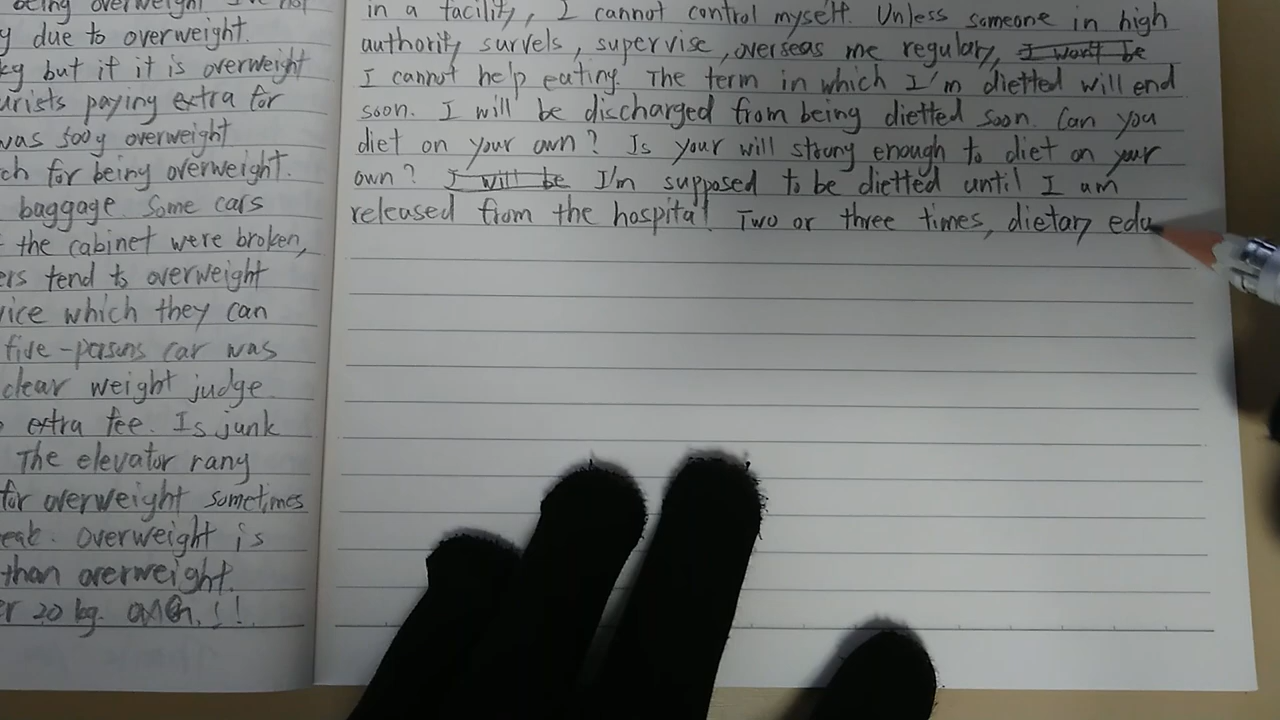 being overweight I've not
y due to overweight.
kg but if it is overweight
urists paying extra for
was 500g overweight
ch for being overweight.
baggage. Some cars
the cabinet were broken,
ers tend to overweight
vice which they can
five-persons car was
clear weight judge.
extra fee. Is junk
The elevator rang
for overweight sometimes
eak. Overweight is
than overweight.
er 20 kg.
in a facility, I cannot control myself. Unless someone in high
authority survels, supervise, overseas me regulary, I won't be
I cannot help eating. The term in which I'm dietted will end
soon. I will be discharged from being dietted soon. Can you
diet on your own? Is your will strong enough to diet on your
own? I will be I'm supposed to be dietted until I am
released from the hospital. Two or three times, dietary edu